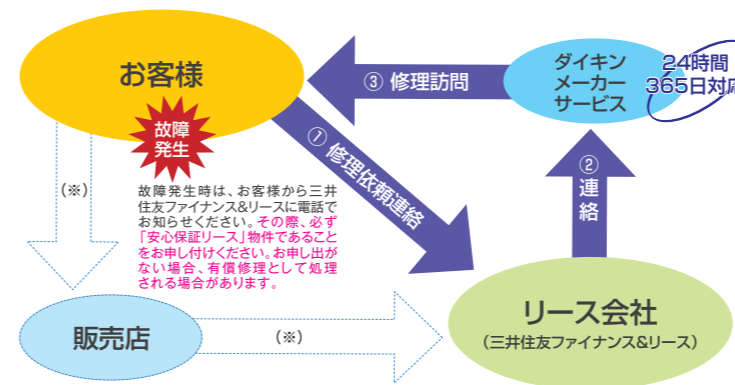 お客様
故障
発生
③ 修理訪問
ダイキン
メーカー
サービス
24時間
365日対応
① 修理依頼連絡
②
連
絡
(※)
故障発生時は、お客様から三井
住友ファイナンス&リースに電話で
お知らせください。その際、必ず
「安心保証リース」物件であること
をお申し付けください。お申し出が
ない場合、有償修理として処理
される場合があります。
販売店
(※)
リース会社
(三井住友ファイナンス&リース)